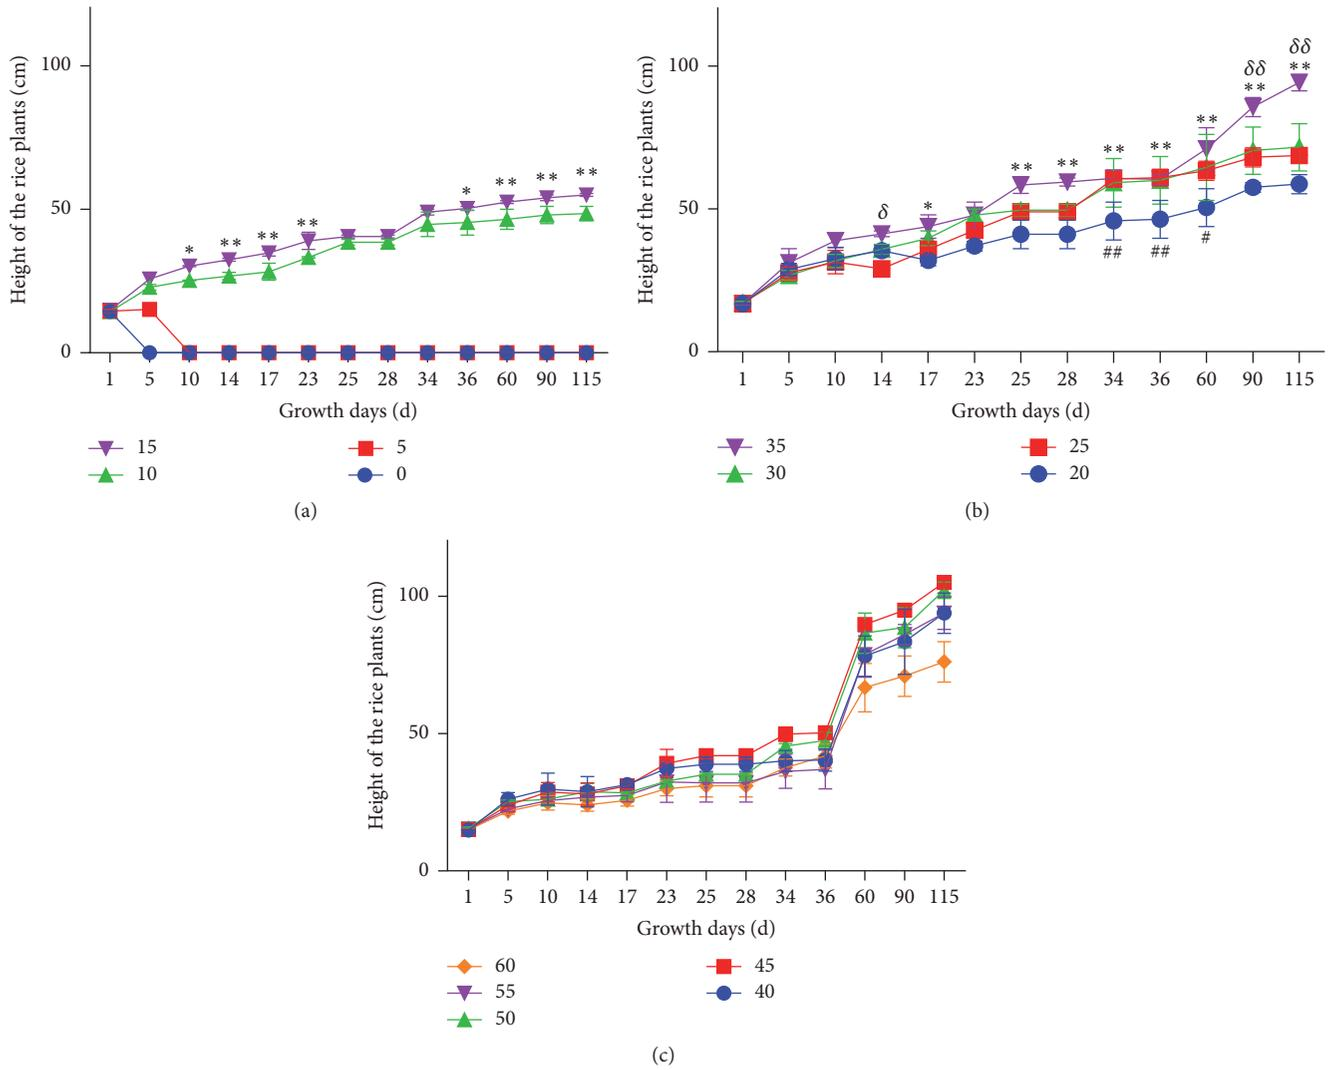 Height of the rice plants (cm)
100
50
0
* ** ** ** * ** ** **
1 5 10 14 17 23 25 28 34 36 60 90 115
Growth days (d)
15 5
10 0
(a)
Height of the rice plants (cm)
100
50
0
δδ δδ
δ * ** ** ** ** ** ** **
## ## #
1 5 10 14 17 23 25 28 34 36 60 90 115
Growth days (d)
35 25
30 20
(b)
Height of the rice plants (cm)
100
50
0
1 5 10 14 17 23 25 28 34 36 60 90 115
Growth days (d)
60 45
55 40
50
(c)